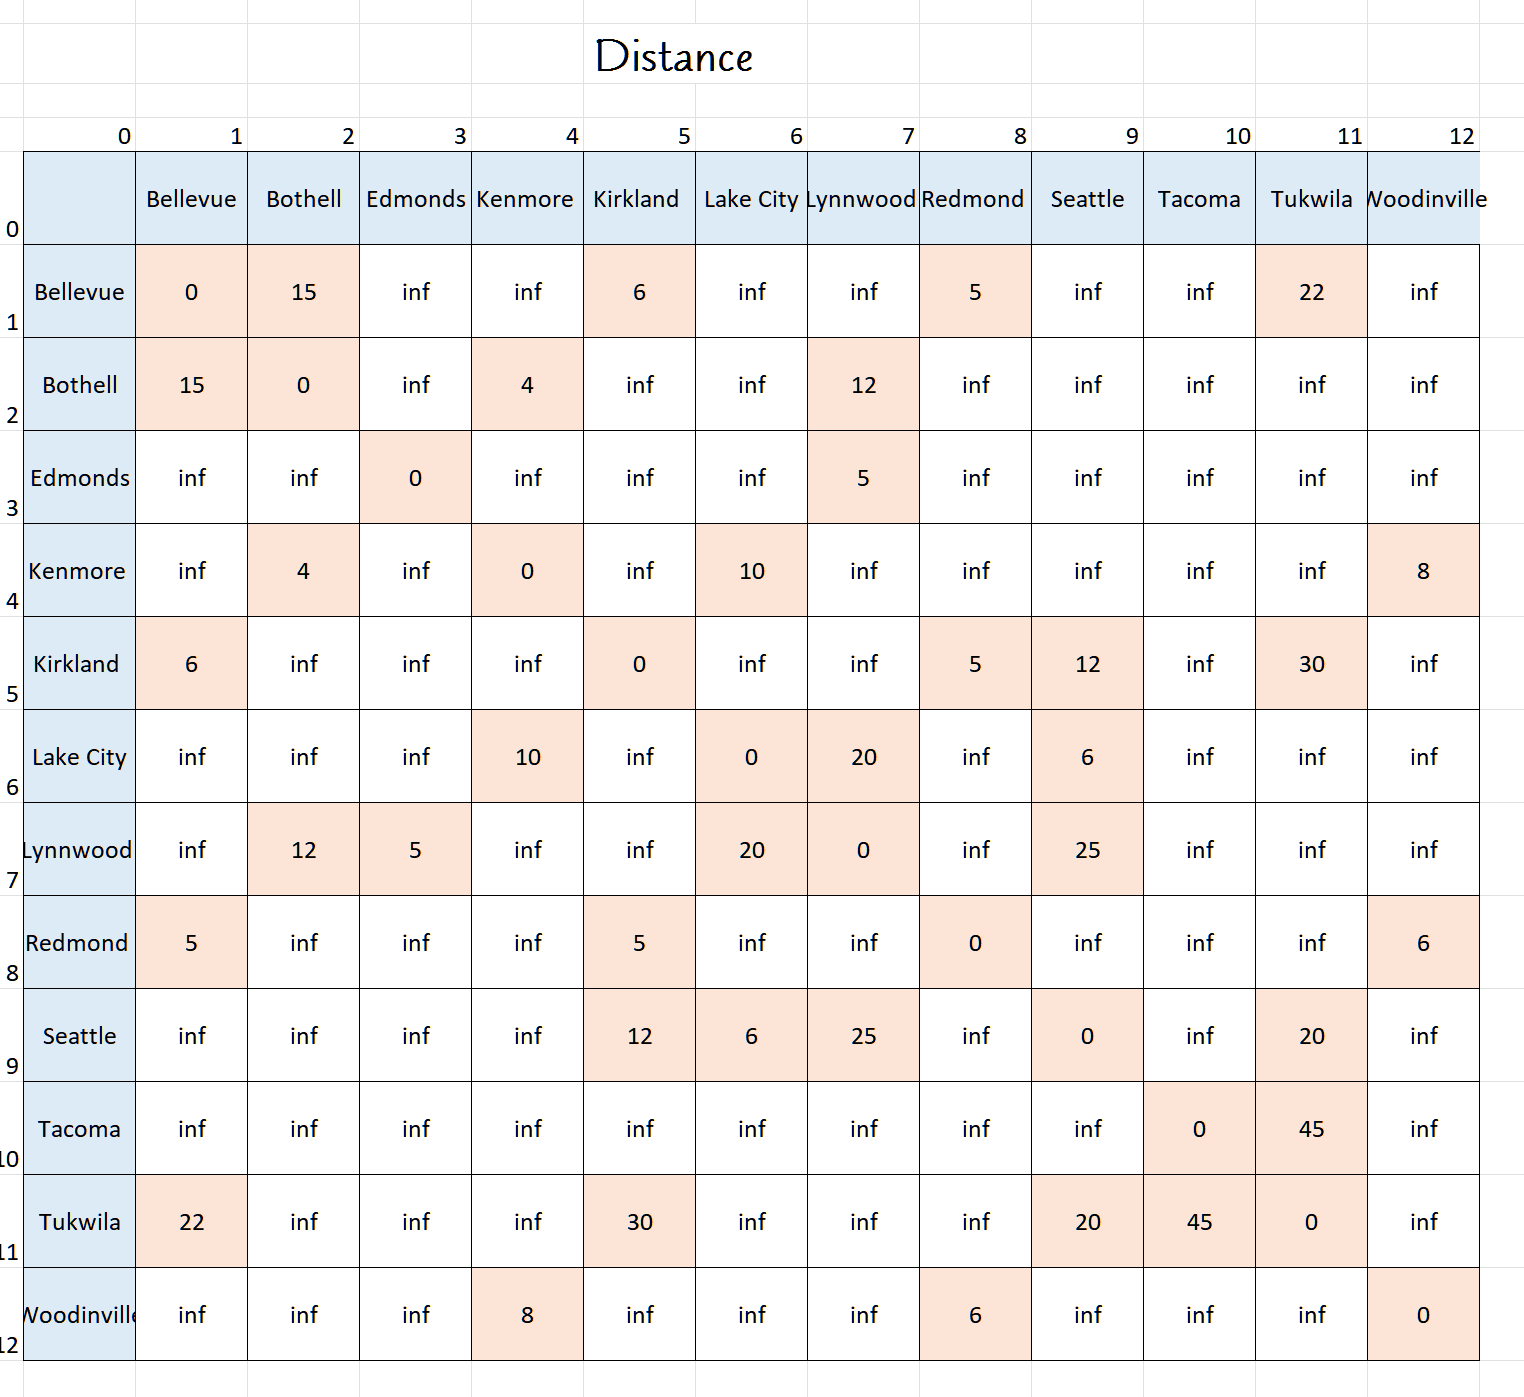 Distance
0 1 2 3 4 5 6 7 8 9 10 11 12
Bellevue Bothell Edmonds Kenmore Kirkland Lake City Lynnwood Redmond Seattle Tacoma Tukwila Woodinville
0
Bellevue 0 15 inf inf 6 inf inf 5 inf inf 22 inf
1
Bothell 15 0 inf 4 inf inf 12 inf inf inf inf inf
2
Edmonds inf inf 0 inf inf inf 5 inf inf inf inf inf
3
Kenmore inf 4 inf 0 inf 10 inf inf inf inf inf 8
4
Kirkland 6 inf inf inf 0 inf inf 5 12 inf 30 inf
5
Lake City inf inf inf 10 inf 0 20 inf 6 inf inf inf
6
Lynnwood inf 12 5 inf inf 20 0 inf 25 inf inf inf
7
Redmond 5 inf inf inf 5 inf inf 0 inf inf inf 6
8
Seattle inf inf inf inf 12 6 25 inf 0 inf 20 inf
9
Tacoma inf inf inf inf inf inf inf inf inf 0 45 inf
10
Tukwila 22 inf inf inf 30 inf inf inf 20 45 0 inf
11
Woodinville inf inf inf 8 inf inf inf 6 inf inf inf 0
12